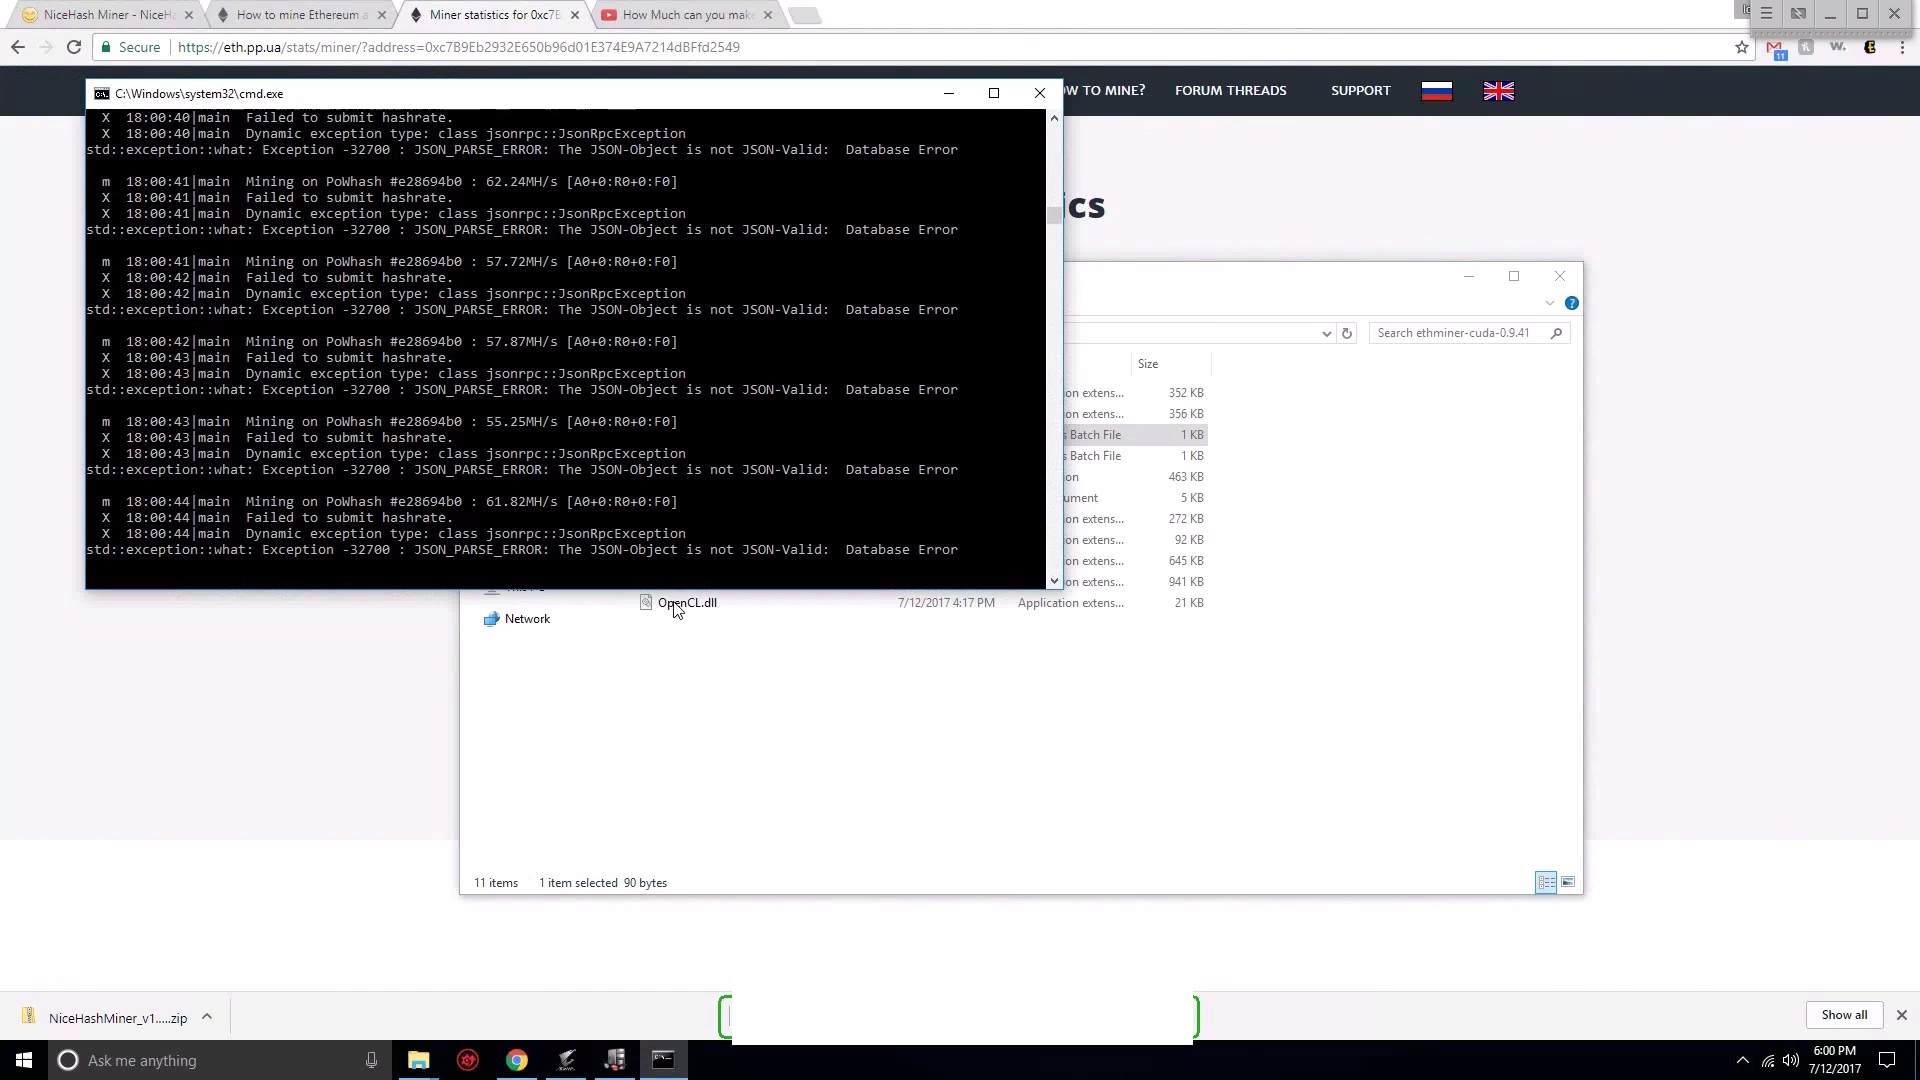 NiceHash Miner - NiceH
How to mine Ethereum a
Miner statistics for 0xc7B
How Much can you make
Secure
https://eth.pp.ua/stats/miner/?address=0xc7B9Eb2932E650b96d01E374E9A7214dBFfd2549
11
W.
OW TO MINE?
FORUM THREADS
SUPPORT
ics
C:\Windows\system32\cmd.exe
X 18:00:40|main Failed to submit hashrate.
X 18:00:40|main Dynamic exception type: class jsonrpc::JsonRpcException
std::exception::what: Exception -32700 : JSON_PARSE_ERROR: The JSON-Object is not JSON-Valid: Database Error
m 18:00:41|main Mining on PoWhash #e28694b0 : 62.24MH/s [A0+0:R0+0:F0]
X 18:00:41|main Failed to submit hashrate.
X 18:00:41|main Dynamic exception type: class jsonrpc::JsonRpcException
std::exception::what: Exception -32700 : JSON_PARSE_ERROR: The JSON-Object is not JSON-Valid: Database Error
m 18:00:41|main Mining on PoWhash #e28694b0 : 57.72MH/s [A0+0:R0+0:F0]
X 18:00:42|main Failed to submit hashrate.
X 18:00:42|main Dynamic exception type: class jsonrpc::JsonRpcException
std::exception::what: Exception -32700 : JSON_PARSE_ERROR: The JSON-Object is not JSON-Valid: Database Error
m 18:00:42|main Mining on PoWhash #e28694b0 : 57.87MH/s [A0+0:R0+0:F0]
X 18:00:43|main Failed to submit hashrate.
X 18:00:43|main Dynamic exception type: class jsonrpc::JsonRpcException
std::exception::what: Exception -32700 : JSON_PARSE_ERROR: The JSON-Object is not JSON-Valid: Database Error
m 18:00:43|main Mining on PoWhash #e28694b0 : 55.25MH/s [A0+0:R0+0:F0]
X 18:00:43|main Failed to submit hashrate.
X 18:00:43|main Dynamic exception type: class jsonrpc::JsonRpcException
std::exception::what: Exception -32700 : JSON_PARSE_ERROR: The JSON-Object is not JSON-Valid: Database Error
m 18:00:44|main Mining on PoWhash #e28694b0 : 61.82MH/s [A0+0:R0+0:F0]
X 18:00:44|main Failed to submit hashrate.
X 18:00:44|main Dynamic exception type: class jsonrpc::JsonRpcException
std::exception::what: Exception -32700 : JSON_PARSE_ERROR: The JSON-Object is not JSON-Valid: Database Error
Search ethminer-cuda-0.9.41
Size
on extens... 352 KB
on extens... 356 KB
s Batch File 1 KB
s Batch File 1 KB
on 463 KB
ument 5 KB
on extens... 272 KB
on extens... 92 KB
on extens... 645 KB
on extens... 941 KB
OpenCL.dll 7/12/2017 4:17 PM Application extens... 21 KB
Network
11 items 1 item selected 90 bytes
NiceHashMiner_v1.....zip
Show all
Ask me anything
6:00 PM
7/12/2017